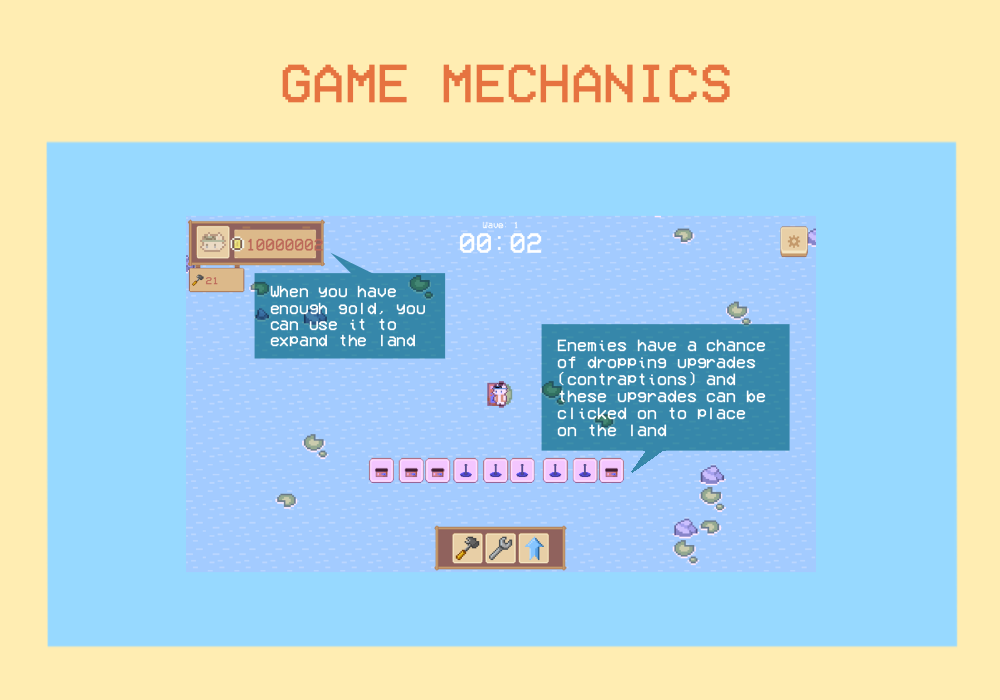 GAME MECHANICS
Wave 1
00:02
21
When you have
enough gold, you
can use it to
expand the land
Enemies have a chance
of dropping upgrades
(contraptions) and
these upgrades can be
clicked on to place
on the land